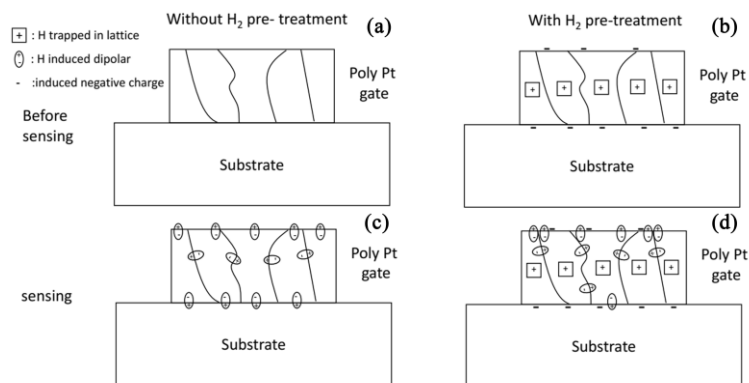 Without H2 pre- treatment
(a)
With H2 pre-treatment
(b)
+ : H trapped in lattice
: H induced dipolar
- :induced negative charge
Before
sensing
Poly Pt
gate
Substrate
+ + + + +
Poly Pt
gate
Substrate
(c)
sensing
Poly Pt
gate
Substrate
(d)
+ + + + +
Poly Pt
gate
Substrate